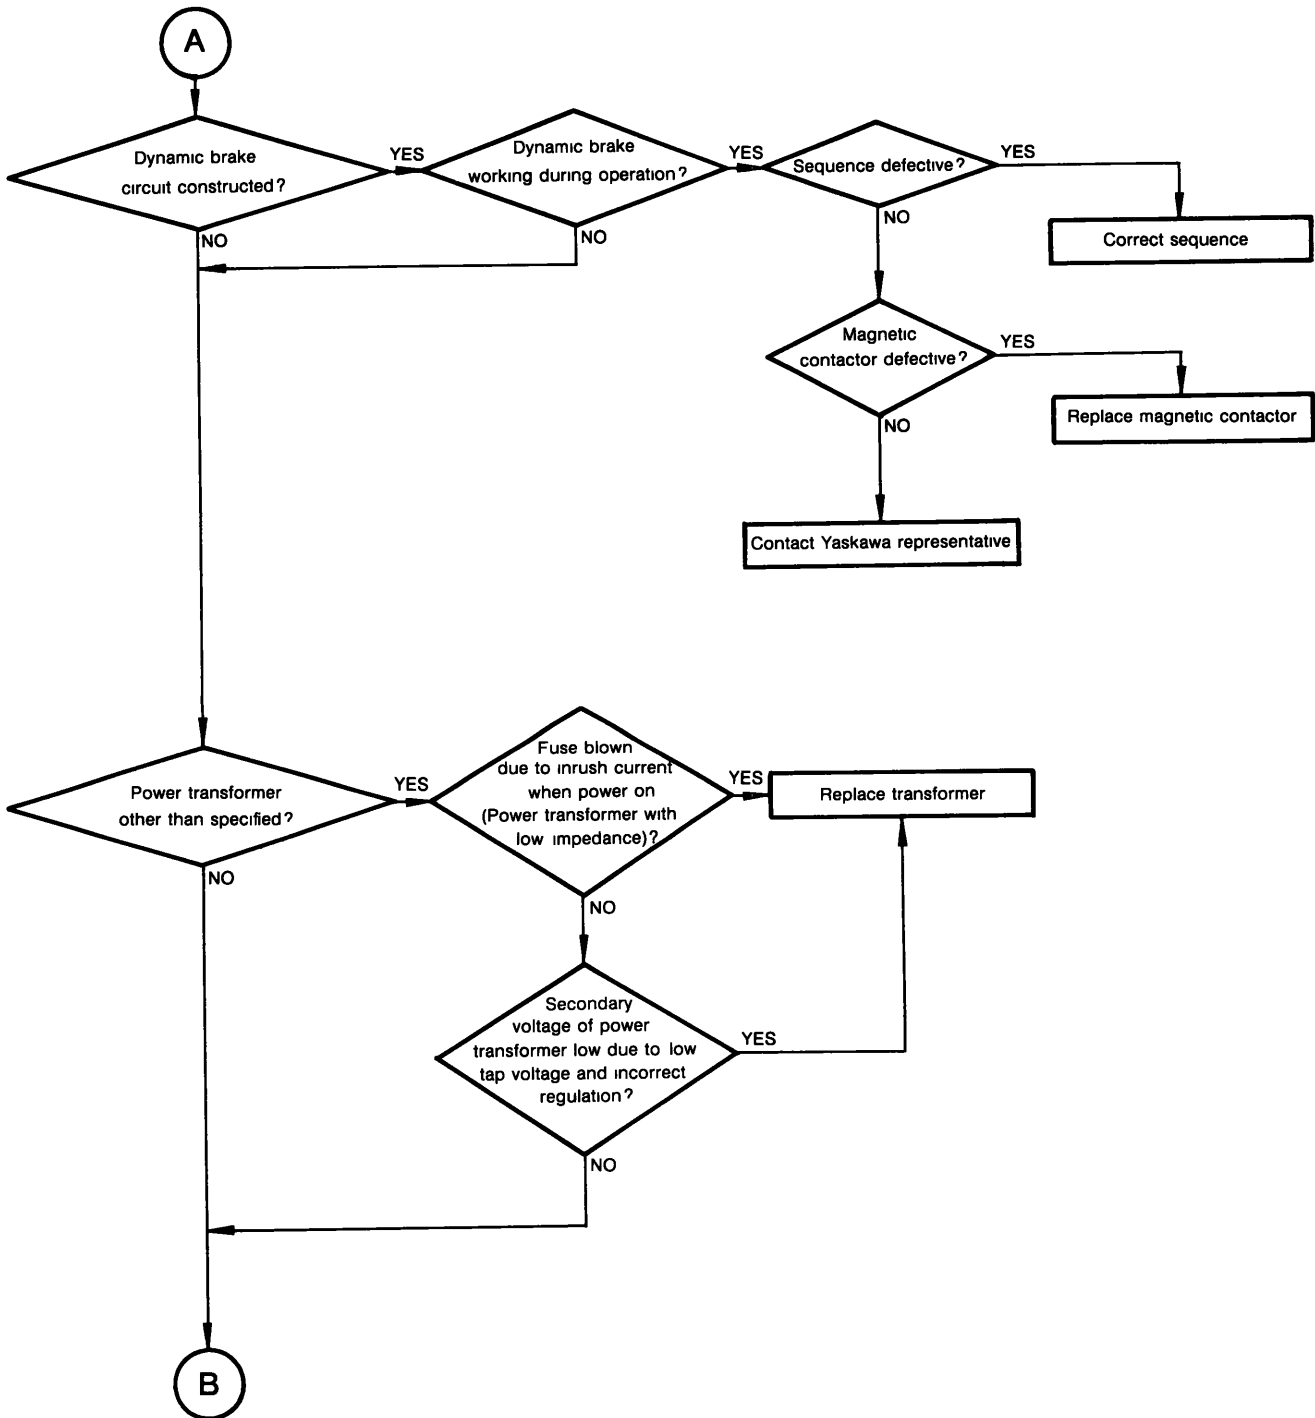 A
Dynamic brake
circuit constructed?
YES
NO
Dynamic brake
working during operation?
YES
NO
Sequence defective?
YES
NO
Correct sequence
Magnetic
contactor defective?
YES
NO
Replace magnetic contactor
Contact Yaskawa representative
Power transformer
other than specified?
YES
NO
Fuse blown
due to inrush current
when power on
(Power transformer with
low impedance)?
YES
NO
Replace transformer
Secondary
voltage of power
transformer low due to low
tap voltage and incorrect
regulation?
YES
NO
B